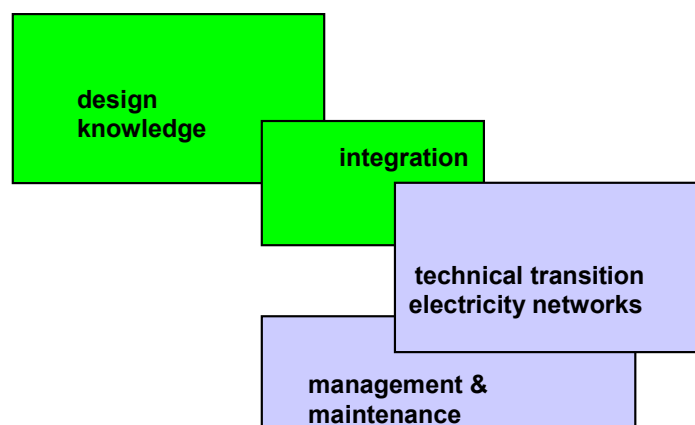 design
knowledge
integration
technical transition
electricity networks
management &
maintenance